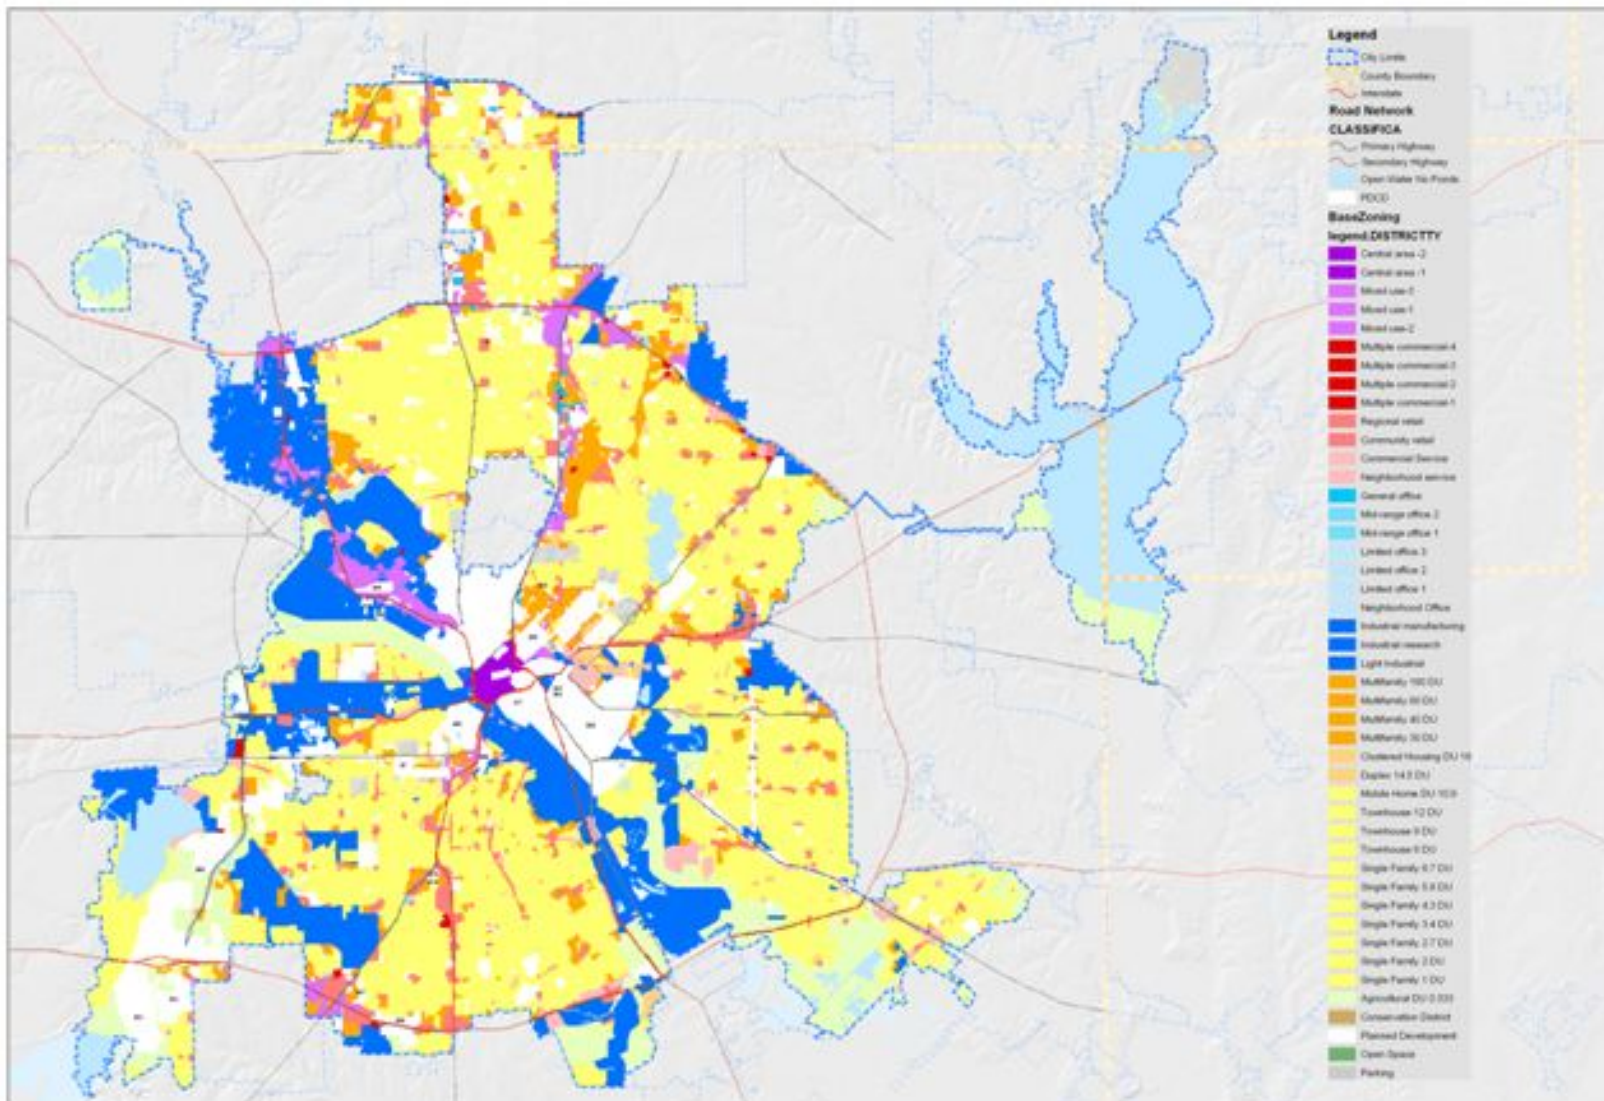 Legend
City Limits
County Boundary
Interstate
Road Network
CLASSIFICA
Primary Highway
Secondary Highway
Open Water No Ponds
PDCD
BaseZoning
legend.DISTRICTTY
Central area -2
Central area -1
Mixed use-3
Mixed use-1
Mixed use-2
Multiple commercial-4
Multiple commercial-3
Multiple commercial-2
Multiple commercial-1
Regional retail
Community retail
Commercial Service
Neighborhood service
General office
Mid-range office 2
Mid-range office 1
Limited office 3
Limited office 2
Limited office 1
Neighborhood Office
Industrial manufacturing
Industrial research
Light Industrial
Multifamily 160 DU
Multifamily 90 DU
Multifamily 40 DU
Multifamily 30 DU
Clustered Housing DU 18
Duplex 14.5 DU
Mobile Home DU 10.9
Townhouse 12 DU
Townhouse 9 DU
Townhouse 6 DU
Single Family 8.7 DU
Single Family 5.8 DU
Single Family 4.3 DU
Single Family 3.4 DU
Single Family 2.7 DU
Single Family 2 DU
Single Family 1 DU
Agricultural DU 0.333
Conservation District
Planned Development
Open Space
Parking